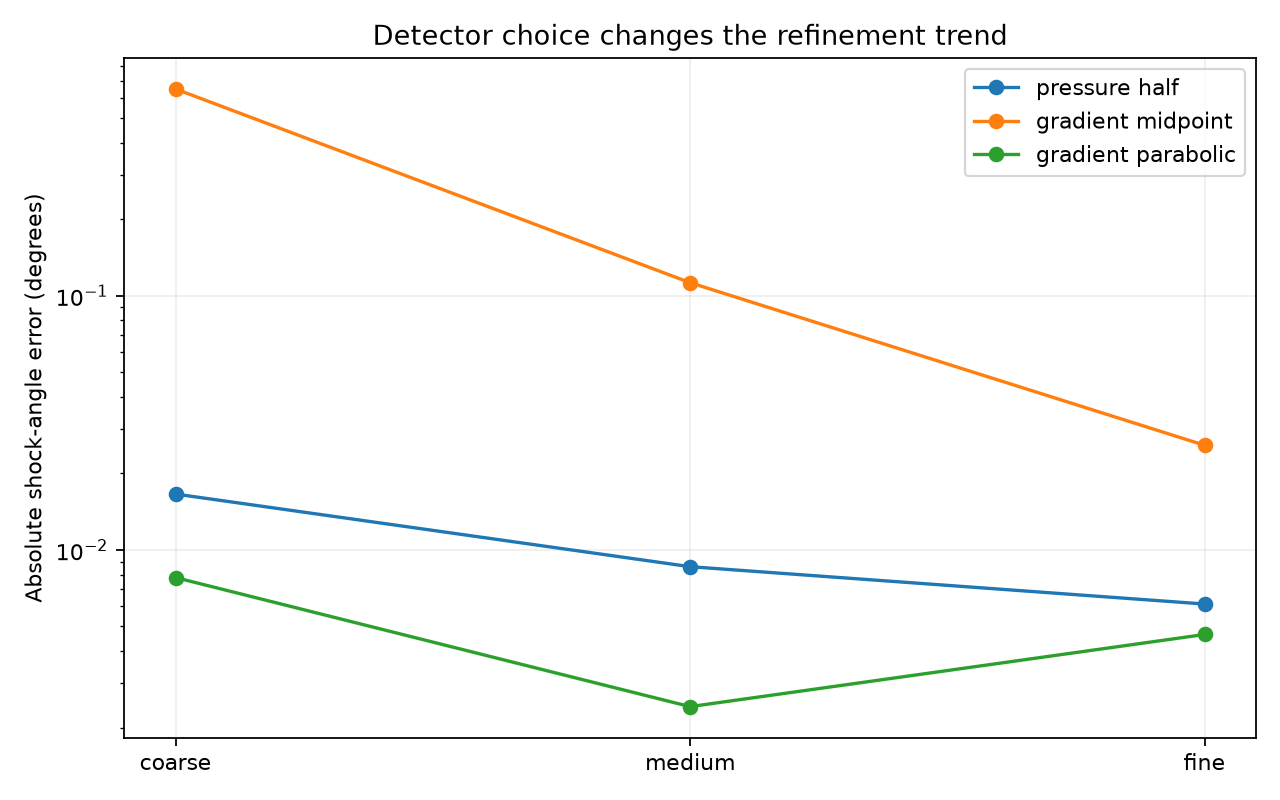 Detector choice changes the refinement trend
pressure half
gradient midpoint
gradient parabolic
Absolute shock-angle error (degrees)
10⁻¹
10⁻²
coarse medium fine